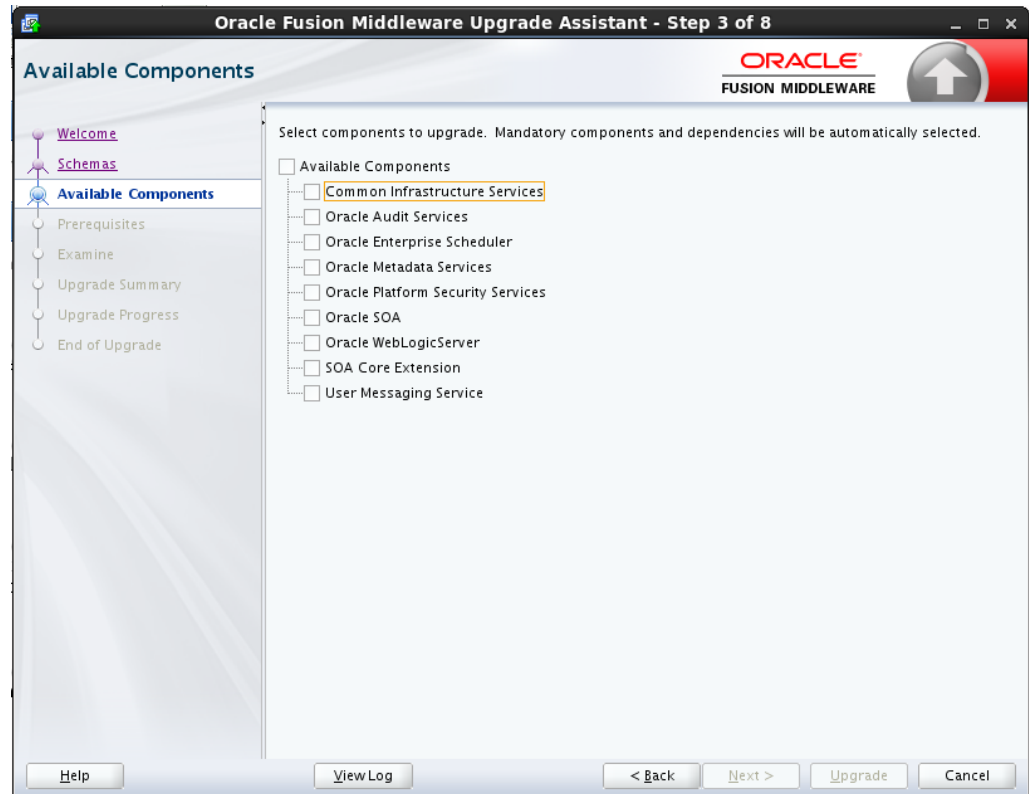 Oracle Fusion Middleware Upgrade Assistant - Step 3 of 8
Available Components
ORACLE
FUSION MIDDLEWARE
Welcome
Schemas
Available Components
Prerequisites
Examine
Upgrade Summary
Upgrade Progress
End of Upgrade
Select components to upgrade. Mandatory components and dependencies will be automatically selected.
Available Components
Common Infrastructure Services
Oracle Audit Services
Oracle Enterprise Scheduler
Oracle Metadata Services
Oracle Platform Security Services
Oracle SOA
Oracle WebLogicServer
SOA Core Extension
User Messaging Service
Help View Log < Back Next > Upgrade Cancel